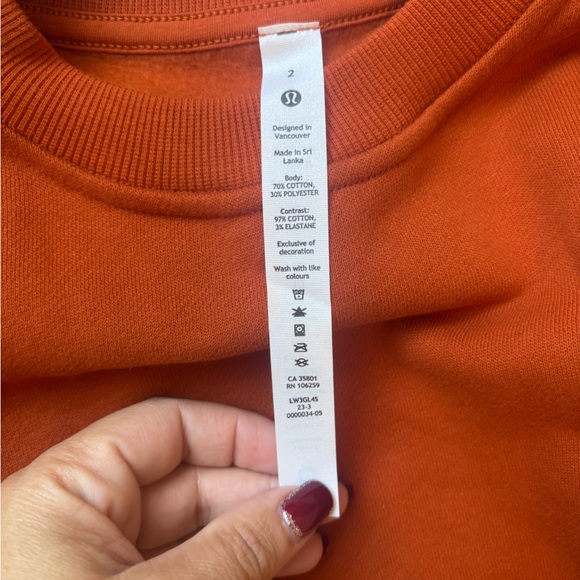 2
Designed in
Vancouver
Made in Sri
Lanka
Body:
70% COTTON,
30% POLYESTER
Contrast:
97% COTTON,
3% ELASTANE
Exclusive of
decoration
Wash with like
colours
CA 35801
RN 106259
LW3GL4S
23-3
0000034-05